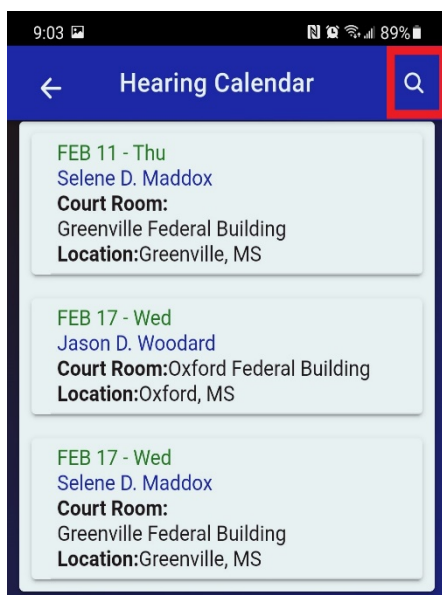 9:03 89%
Hearing Calendar
FEB 11 - Thu
Selene D. Maddox
Court Room:
Greenville Federal Building
Location:Greenville, MS
FEB 17 - Wed
Jason D. Woodard
Court Room:Oxford Federal Building
Location:Oxford, MS
FEB 17 - Wed
Selene D. Maddox
Court Room:
Greenville Federal Building
Location:Greenville, MS